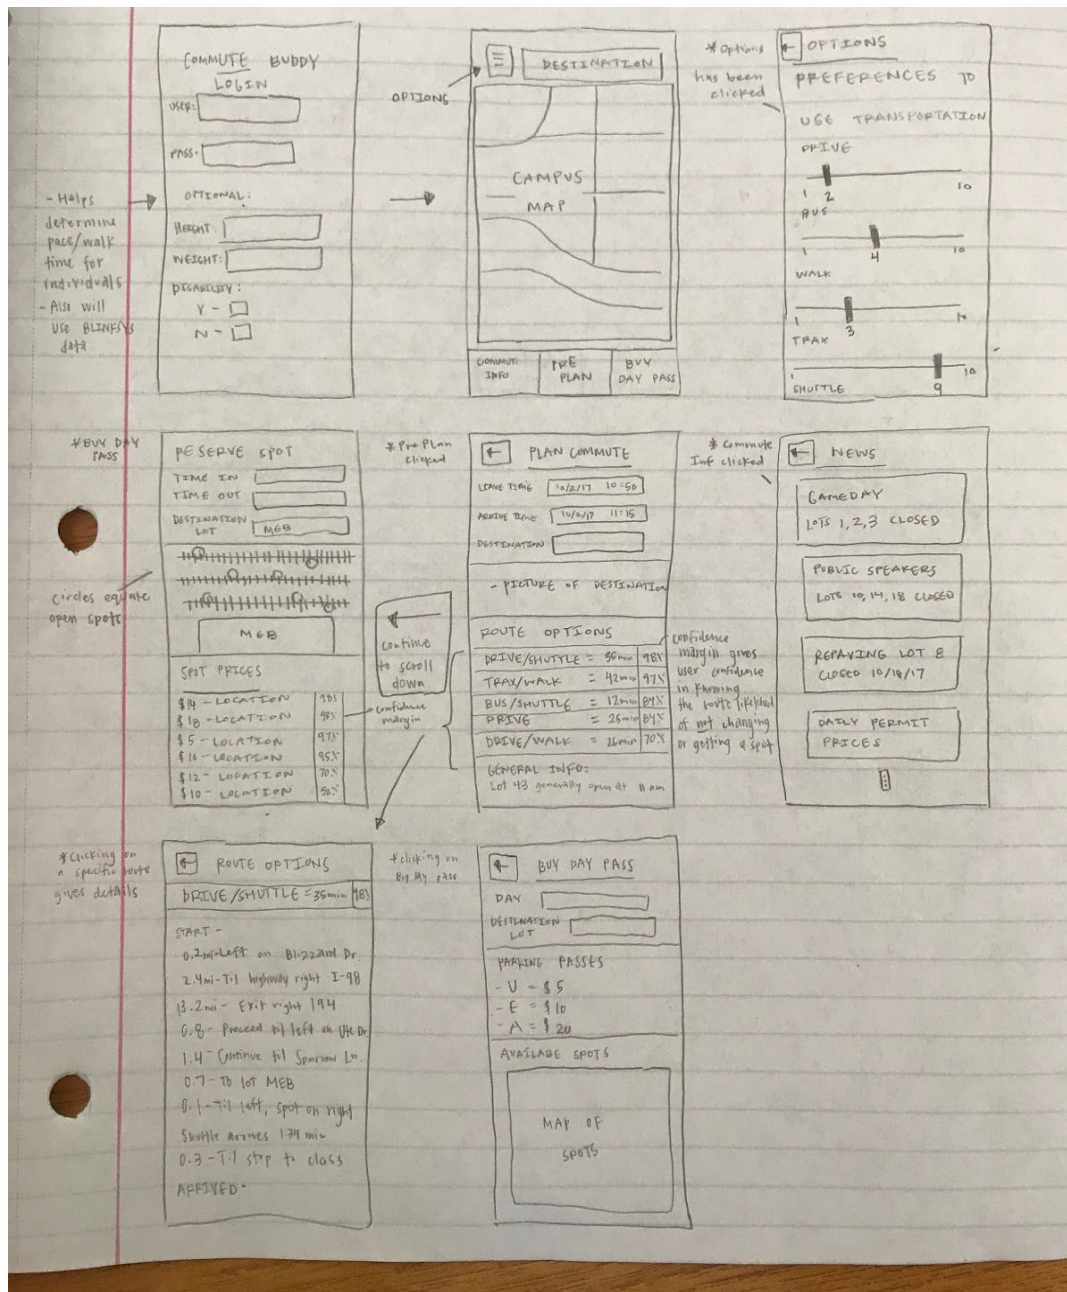 COMMUTE BUDDY
LOGIN
USER:
PASS:
OPTIONAL:
HEIGHT:
WEIGHT:
DISABILITY:
Y -
N -
- Helps
determine
pace/walk
time for
individuals
- Also will
use BLINKSYS
data
OPTIONS
DESTINATION
CAMPUS
MAP
COMMUTE
INFO
PRE
PLAN
BUY
DAY PASS
* Options
has been
clicked
OPTIONS
PREFERENCES TO
USE TRANSPORTATION
DRIVE
1 2 10
BUS
1 4 10
WALK
1 3
TRAX
1 9 10
SHUTTLE
* BUY DAY
PASS
RESERVE SPOT
TIME IN
TIME OUT
DESTINATION
LOT MEB
circles equate
open spots
MEB
SPOT PRICES
$14 - LOCATION 98%
$18 - LOCATION 98%
$5 - LOCATION 97%
$16 - LOCATION 95%
$12 - LOCATION 70%
$10 - LOCATION 50%
confidence
margin
continue
to scroll
down
* Pre Plan
clicked
PLAN COMMUTE
LEAVE TIME 10/2/17 10:50
ARRIVE TIME 10/2/17 11:15
DESTINATION
- PICTURE OF DESTINATION
ROUTE OPTIONS
DRIVE/SHUTTLE = 35min 98%
TRAX/WALK = 42min 97%
BUS/SHUTTLE = 12min 84%
DRIVE = 25min 84%
DRIVE/WALK = 26min 70%
GENERAL INFO:
Lot 43 generally open at 11 am
confidence
margin gives
user confidence
in knowing
the route likelihed
of not changing
or getting a spot
* Commute
Inf clicked
NEWS
GAMEDAY
LOTS 1, 2, 3 CLOSED
PUBLIC SPEAKERS
LOTS 10, 14, 18 CLOSED
REPAVING LOT 8
CLOSED 10/18/17
DAILY PERMIT
PRICES
* Clicking on
a specific route
gives details
ROUTE OPTIONS
DRIVE/SHUTTLE = 35min 98%
START -
0.2mi-Left on Blizzard Dr.
2.4mi-Til highway right I-98
13.2mi- Exit right 194
0.8- Proceed til left on Ute Dr
1.4- Continue til Sparrow Ln.
0.7- To lot MEB
0.1-Til left, spot on right
Shuttle arrives 1:34 min
0.3-Til stop to class
ARRIVED-
* clicking on
BUY DAY PASS
DAY
DESTINATION
LOT
PARKING PASSES
- U = $5
- E = $10
- A = $20
AVAILABLE SPOTS
MAP OF
SPOTS